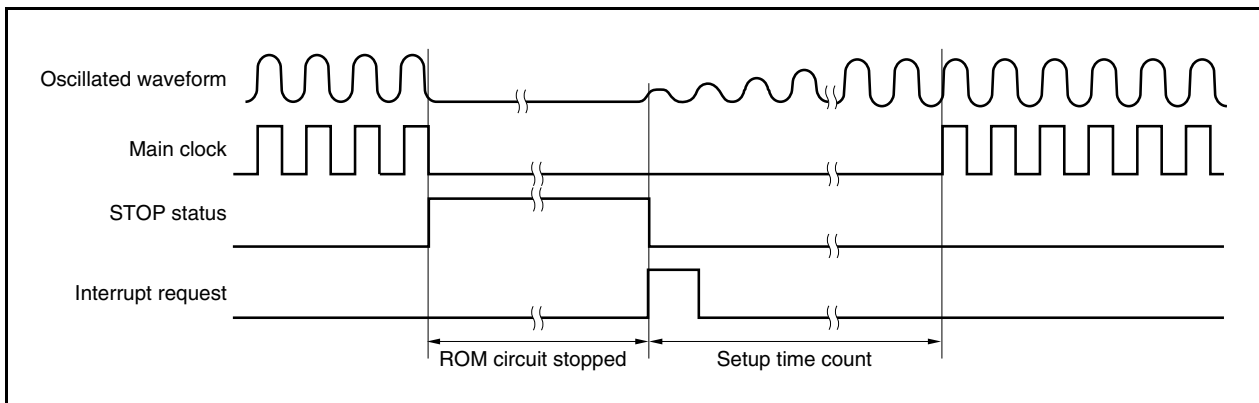 Oscillated waveform
Main clock
STOP status
Interrupt request
ROM circuit stopped
Setup time count